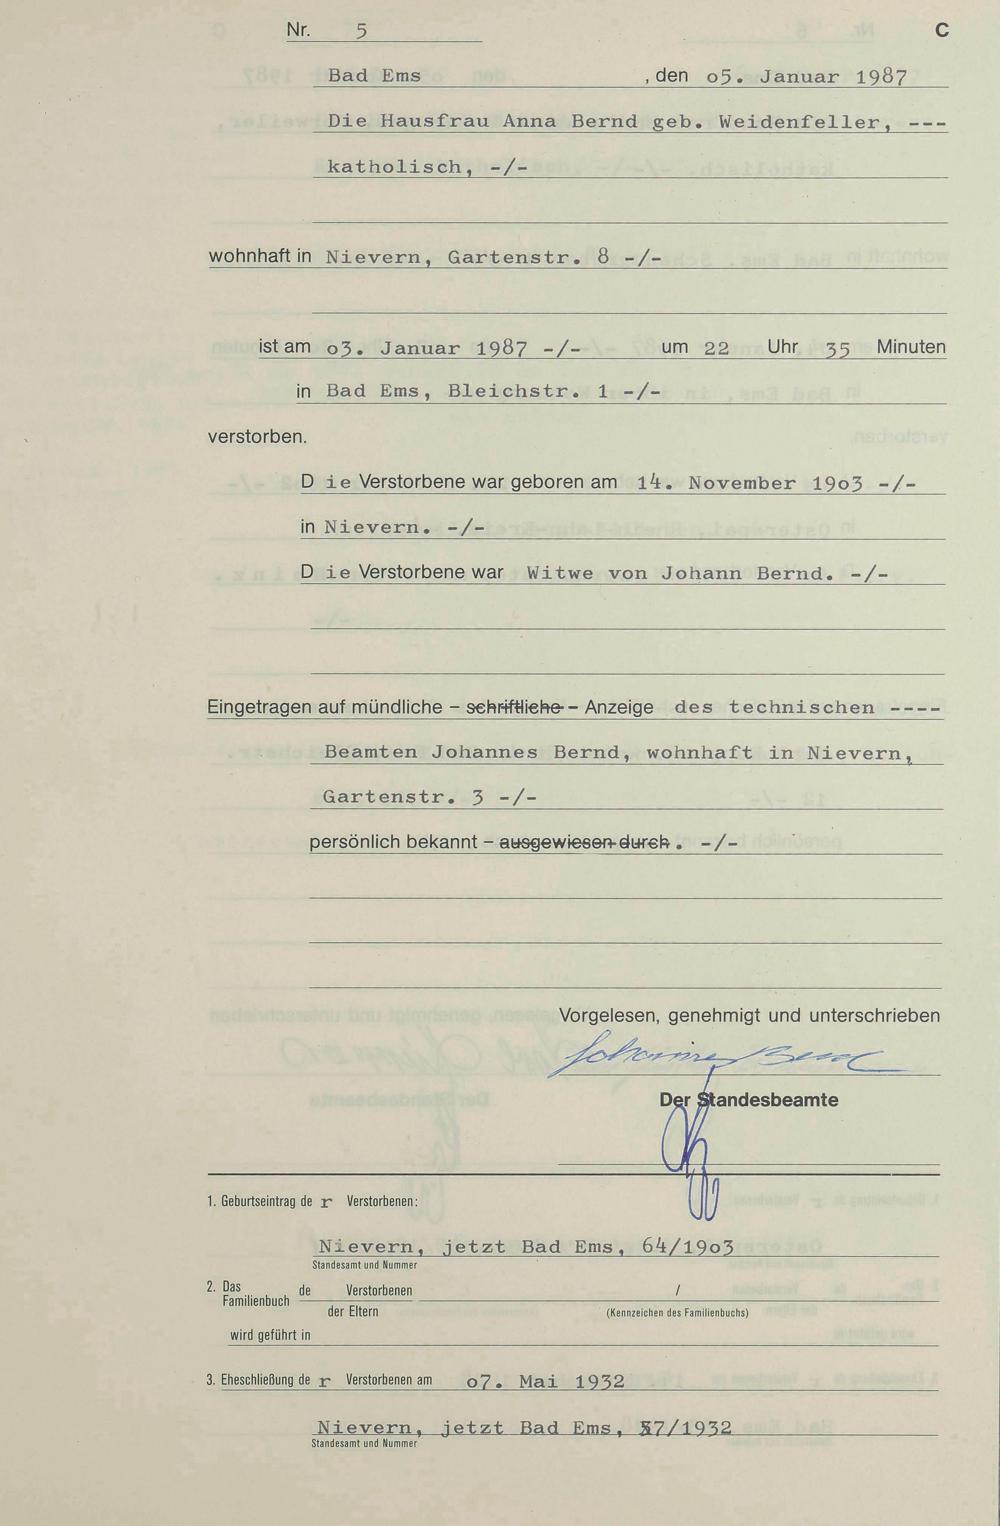 Nr. 5 C
Bad Ems , den o5. Januar 1987
Die Hausfrau Anna Bernd geb. Weidenfeller, ---
katholisch, -/-
wohnhaft in Nievern, Gartenstr. 8 -/-
ist am o3. Januar 1987 -/- um 22 Uhr 35 Minuten
in Bad Ems, Bleichstr. 1 -/-
verstorben.
D ie Verstorbene war geboren am 14. November 19o3 -/-
in Nievern. -/-
D ie Verstorbene war Witwe von Johann Bernd. -/-
Eingetragen auf mündliche – schriftliche – Anzeige des technischen ----
Beamten Johannes Bernd, wohnhaft in Nievern,
Gartenstr. 3 -/-
persönlich bekannt – ausgewiesen durch . -/-
Vorgelesen, genehmigt und unterschrieben
Johannes Bernd
Der Standesbeamte
1. Geburtseintrag de r Verstorbenen:
Nievern, jetzt Bad Ems, 64/19o3
Standesamt und Nummer
2. Das Familienbuch de Verstorbenen /
der Eltern (Kennzeichen des Familienbuchs)
wird geführt in
3. Eheschließung de r Verstorbenen am o7. Mai 1932
Nievern, jetzt Bad Ems, 7/1932
Standesamt und Nummer